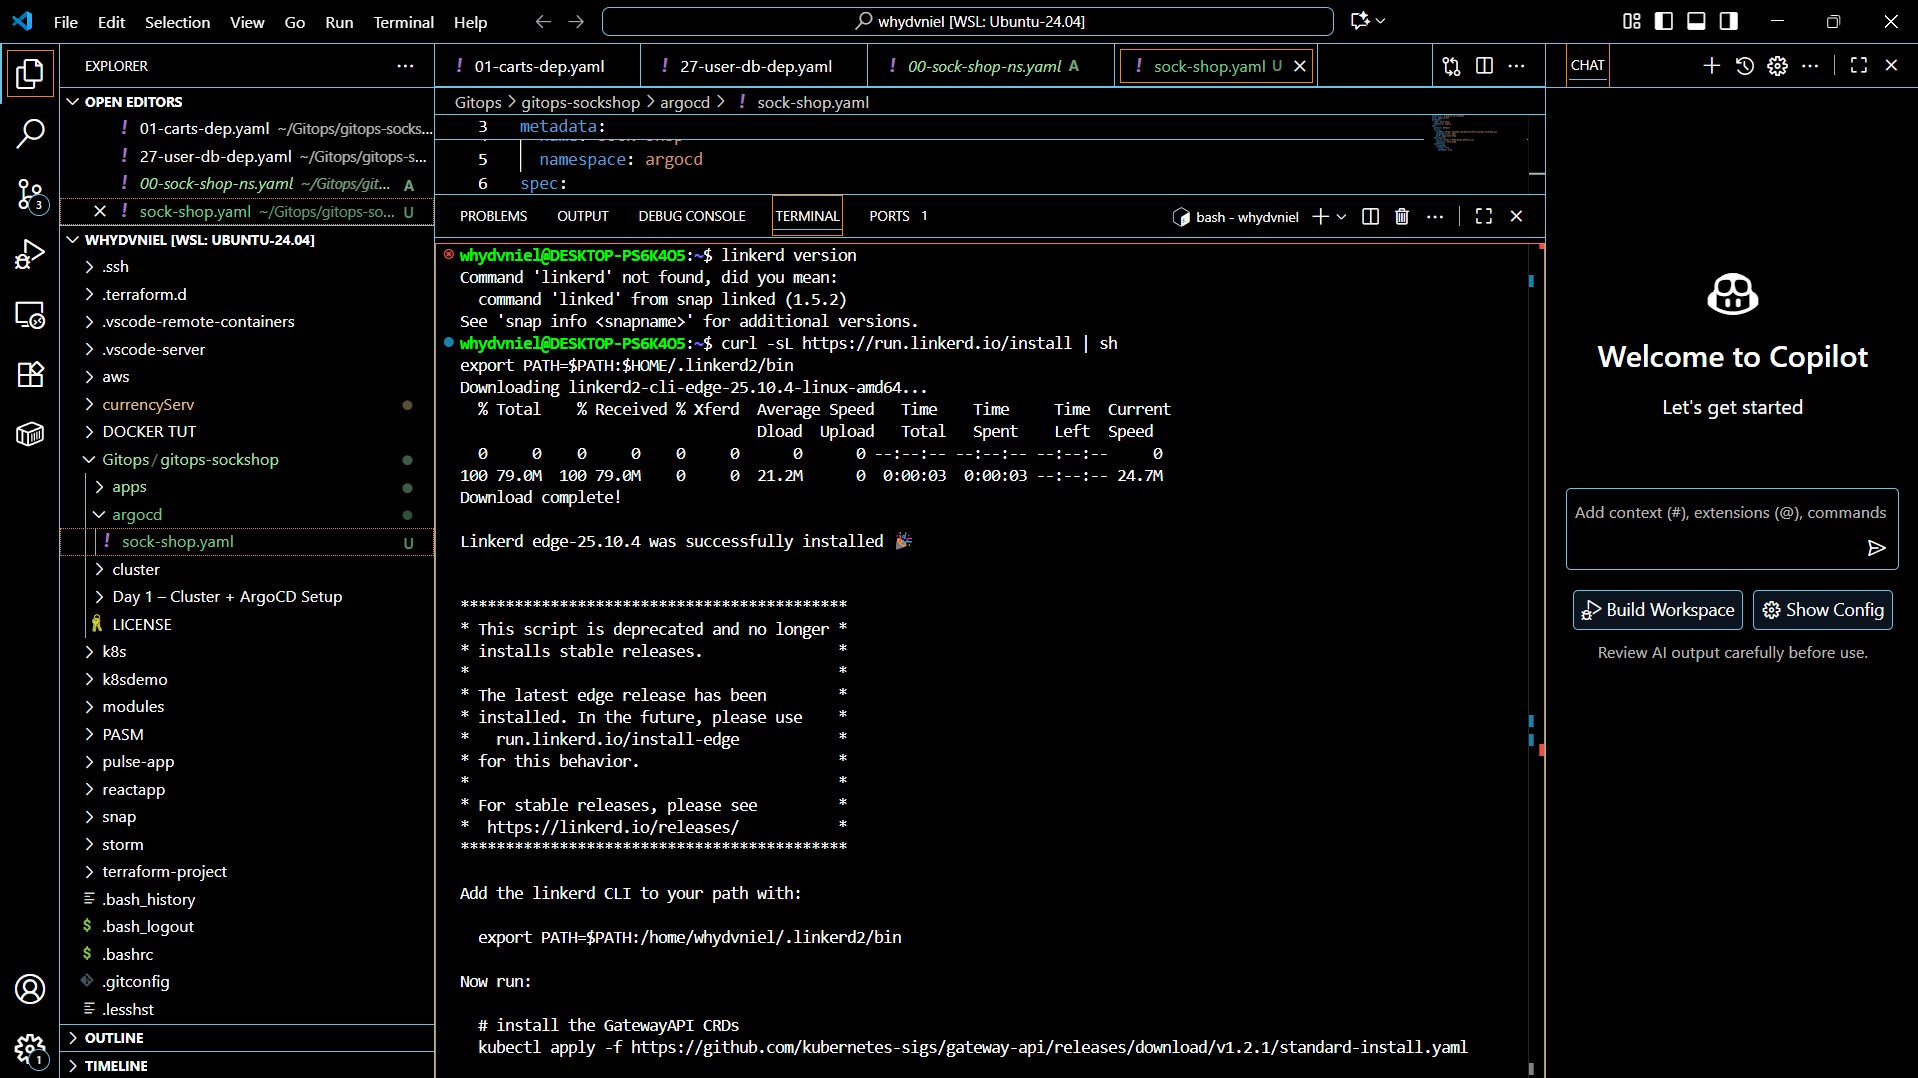 File Edit Selection View Go Run Terminal Help
whydvniel [WSL: Ubuntu-24.04]
EXPLORER
OPEN EDITORS
! 01-carts-dep.yaml ~/Gitops/gitops-socks...
! 27-user-db-dep.yaml ~/Gitops/gitops-s...
! 00-sock-shop-ns.yaml ~/Gitops/git... A
! sock-shop.yaml ~/Gitops/gitops-so... U
WHYDVNIEL [WSL: UBUNTU-24.04]
.ssh
.terraform.d
.vscode-remote-containers
.vscode-server
aws
currencyServ
DOCKER TUT
Gitops / gitops-sockshop
apps
argocd
! sock-shop.yaml U
cluster
Day 1 – Cluster + ArgoCD Setup
LICENSE
k8s
k8sdemo
modules
PASM
pulse-app
reactapp
snap
storm
terraform-project
.bash_history
$ .bash_logout
$ .bashrc
.gitconfig
.lesshst
OUTLINE
TIMELINE
3
1
! 01-carts-dep.yaml
! 27-user-db-dep.yaml
! 00-sock-shop-ns.yaml A
! sock-shop.yaml U
Gitops > gitops-sockshop > argocd > ! sock-shop.yaml
3 metadata:
5 namespace: argocd
6 spec:
PROBLEMS OUTPUT DEBUG CONSOLE TERMINAL PORTS 1
bash - whydvniel
whydvniel@DESKTOP-PS6K4O5:~$ linkerd version
Command 'linkerd' not found, did you mean:
command 'linked' from snap linked (1.5.2)
See 'snap info <snapname>' for additional versions.
whydvniel@DESKTOP-PS6K4O5:~$ curl -sL https://run.linkerd.io/install | sh
export PATH=$PATH:$HOME/.linkerd2/bin
Downloading linkerd2-cli-edge-25.10.4-linux-amd64...
% Total % Received % Xferd Average Speed Time Time Time Current
Dload Upload Total Spent Left Speed
0 0 0 0 0 0 0 0 --:--:-- --:--:-- --:--:-- 0
100 79.0M 100 79.0M 0 0 21.2M 0 0:00:03 0:00:03 --:--:-- 24.7M
Download complete!
Linkerd edge-25.10.4 was successfully installed 🎉
*******************************************
* This script is deprecated and no longer *
* installs stable releases. *
* *
* The latest edge release has been *
* installed. In the future, please use *
* run.linkerd.io/install-edge *
* for this behavior. *
* *
* For stable releases, please see *
* https://linkerd.io/releases/ *
*******************************************
Add the linkerd CLI to your path with:
export PATH=$PATH:/home/whydvniel/.linkerd2/bin
Now run:
# install the GatewayAPI CRDs
kubectl apply -f https://github.com/kubernetes-sigs/gateway-api/releases/download/v1.2.1/standard-install.yaml
CHAT
Welcome to Copilot
Let's get started
Add context (#), extensions (@), commands
Build Workspace
Show Config
Review AI output carefully before use.